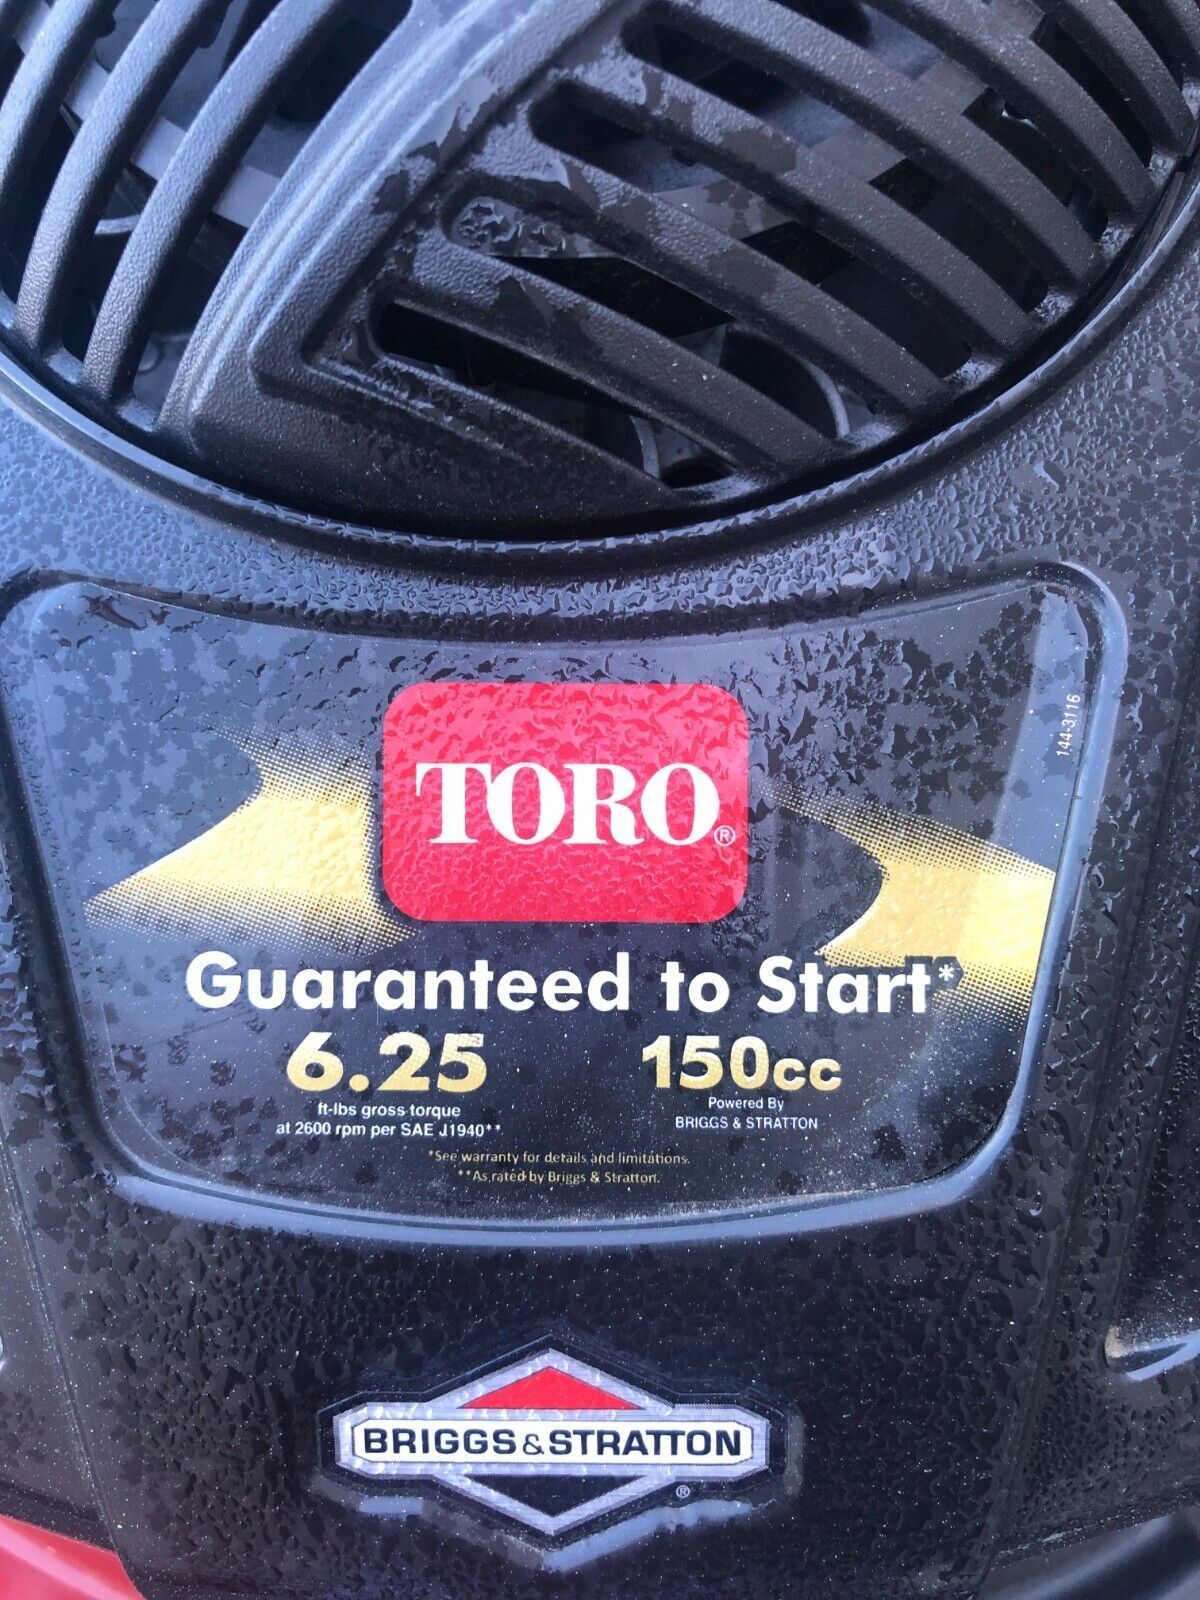 TORO®
144-3116
Guaranteed to Start*
6.25
ft-lbs gross torque
at 2600 rpm per SAE J1940**
150cc
Powered By
BRIGGS & STRATTON
*See warranty for details and limitations.
**As rated by Briggs & Stratton.
BRIGGS & STRATTON
®